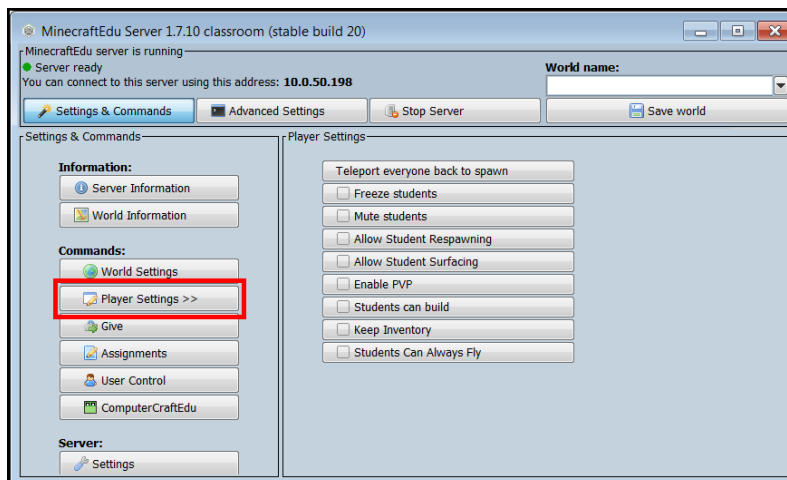 MinecraftEdu Server 1.7.10 classroom (stable build 20)
MinecraftEdu server is running
Server ready
You can connect to this server using this address: 10.0.50.198
World name:
Settings & Commands
Advanced Settings
Stop Server
Save world
Settings & Commands
Information:
Server Information
World Information
Commands:
World Settings
Player Settings >>
Give
Assignments
User Control
ComputerCraftEdu
Server:
Settings
Player Settings
Teleport everyone back to spawn
Freeze students
Mute students
Allow Student Respawning
Allow Student Surfacing
Enable PVP
Students can build
Keep Inventory
Students Can Always Fly